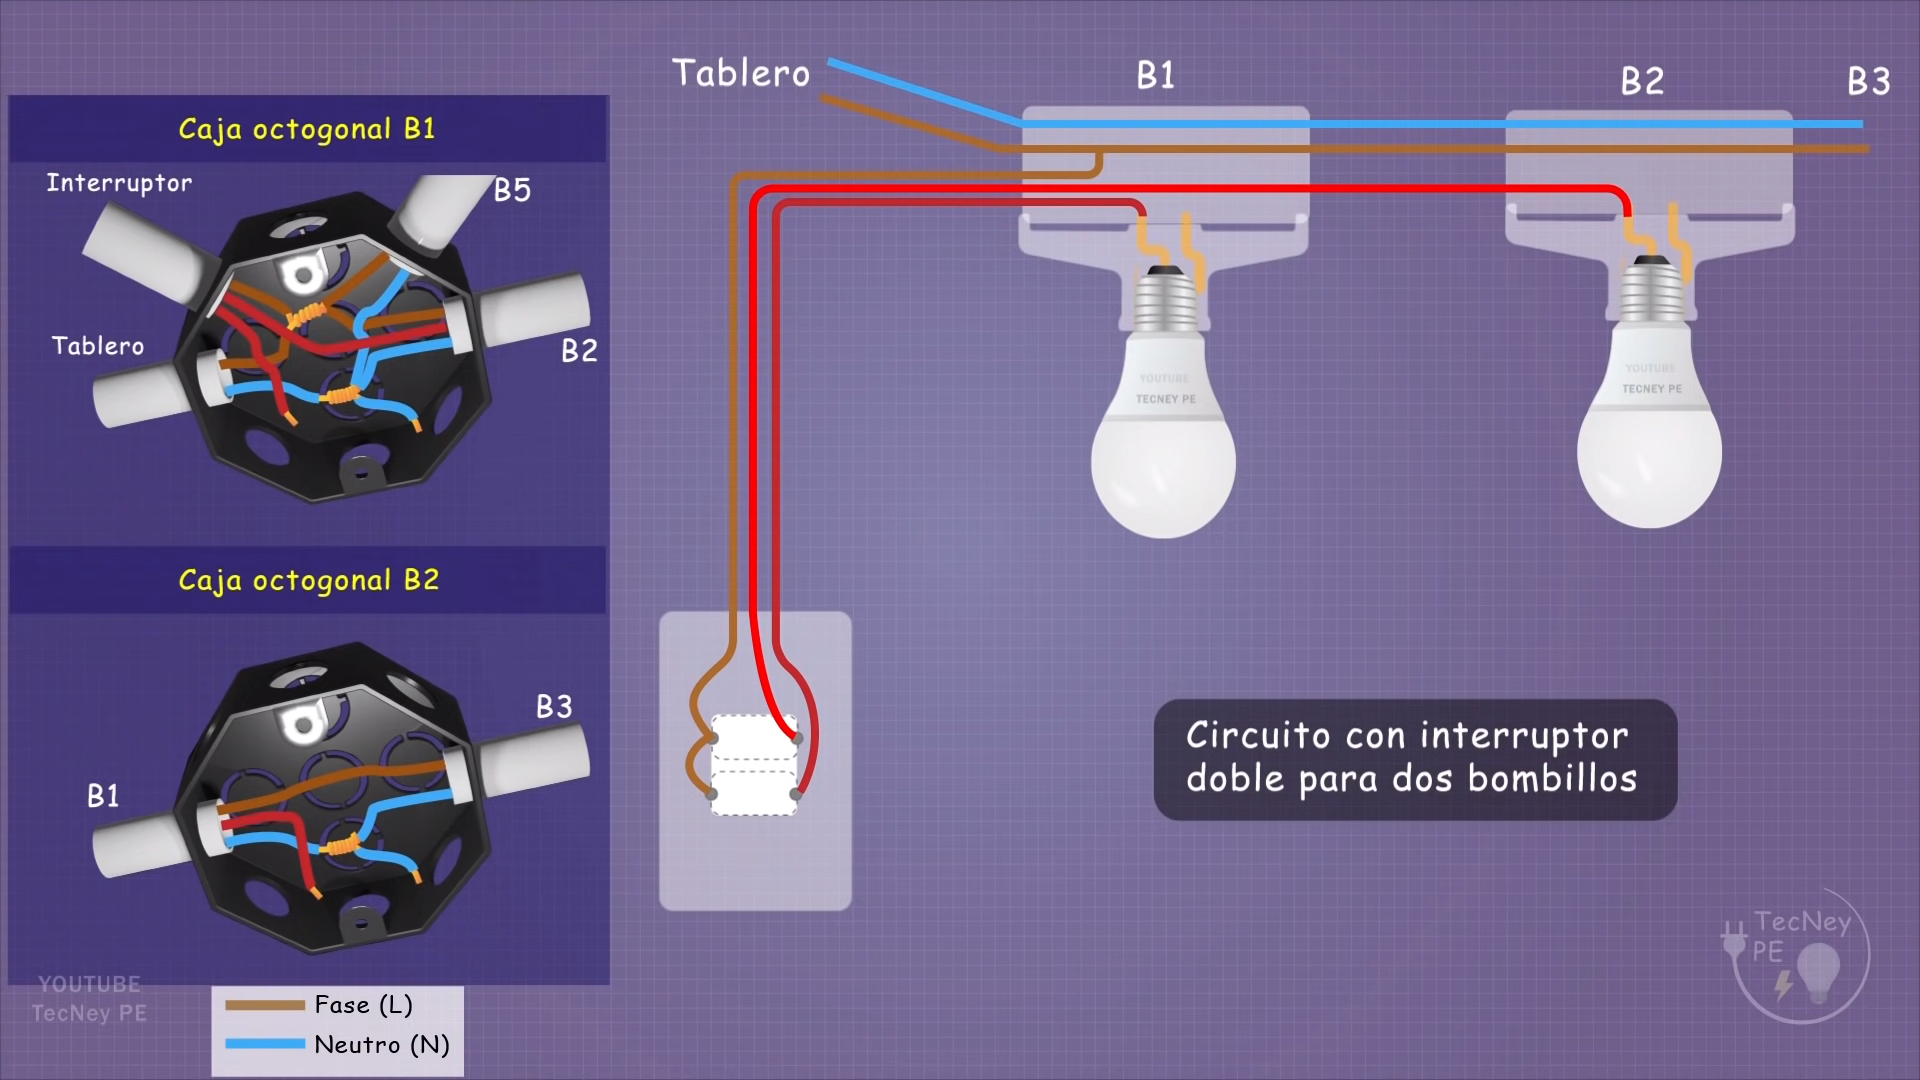 Tablero
B1
B2
B3
Caja octogonal B1
Interruptor
B5
Tablero
B2
YOUTUBE
TECNEY PE
YOUTUBE
TECNEY PE
Caja octogonal B2
B3
B1
Circuito con interruptor
doble para dos bombillos
TecNey
PE
YOUTUBE
TecNey PE
Fase (L)
Neutro (N)